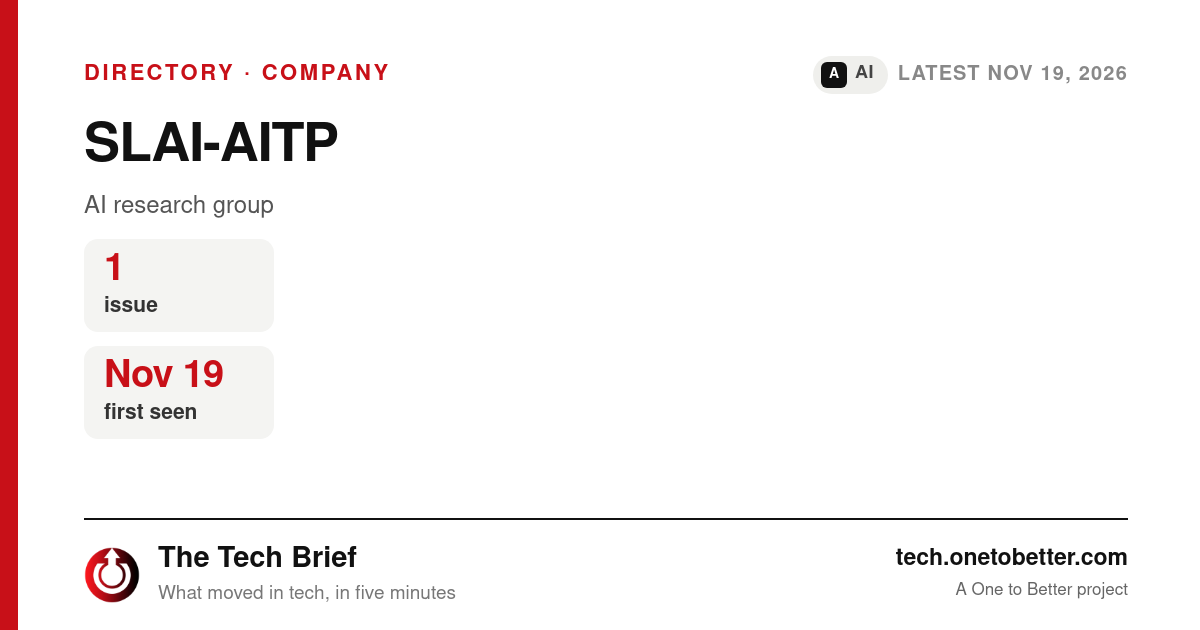 DIRECTORY · COMPANY
A AI LATEST NOV 19, 2026
SLAI-AITP
AI research group
1
issue
Nov 19
first seen
The Tech Brief
What moved in tech, in five minutes
tech.onetobetter.com
A One to Better project